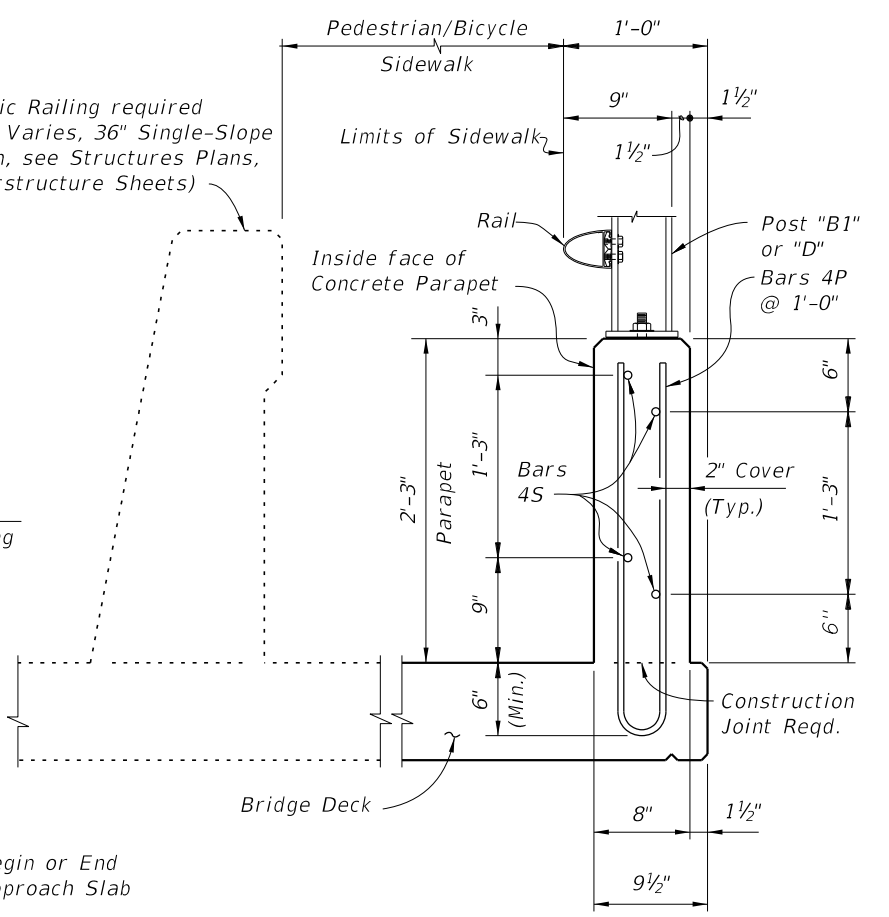 Pedestrian/Bicycle
Sidewalk
1'-0"
ic Railing required
Varies, 36" Single-Slope
n, see Structures Plans,
rstructure Sheets)
9"
1½"
Limits of Sidewalk
1½"
Rail
Post "B1"
or "D"
Inside face of
Concrete Parapet
Bars 4P
@ 1'-0"
3"
6"
1'-3"
2'-3"
Parapet
Bars
4S
2" Cover
(Typ.)
1'-3"
ng
9"
6"
6"
(Min.)
Construction
Joint Reqd.
Bridge Deck
8"
1½"
egin or End
pproach Slab
9½"